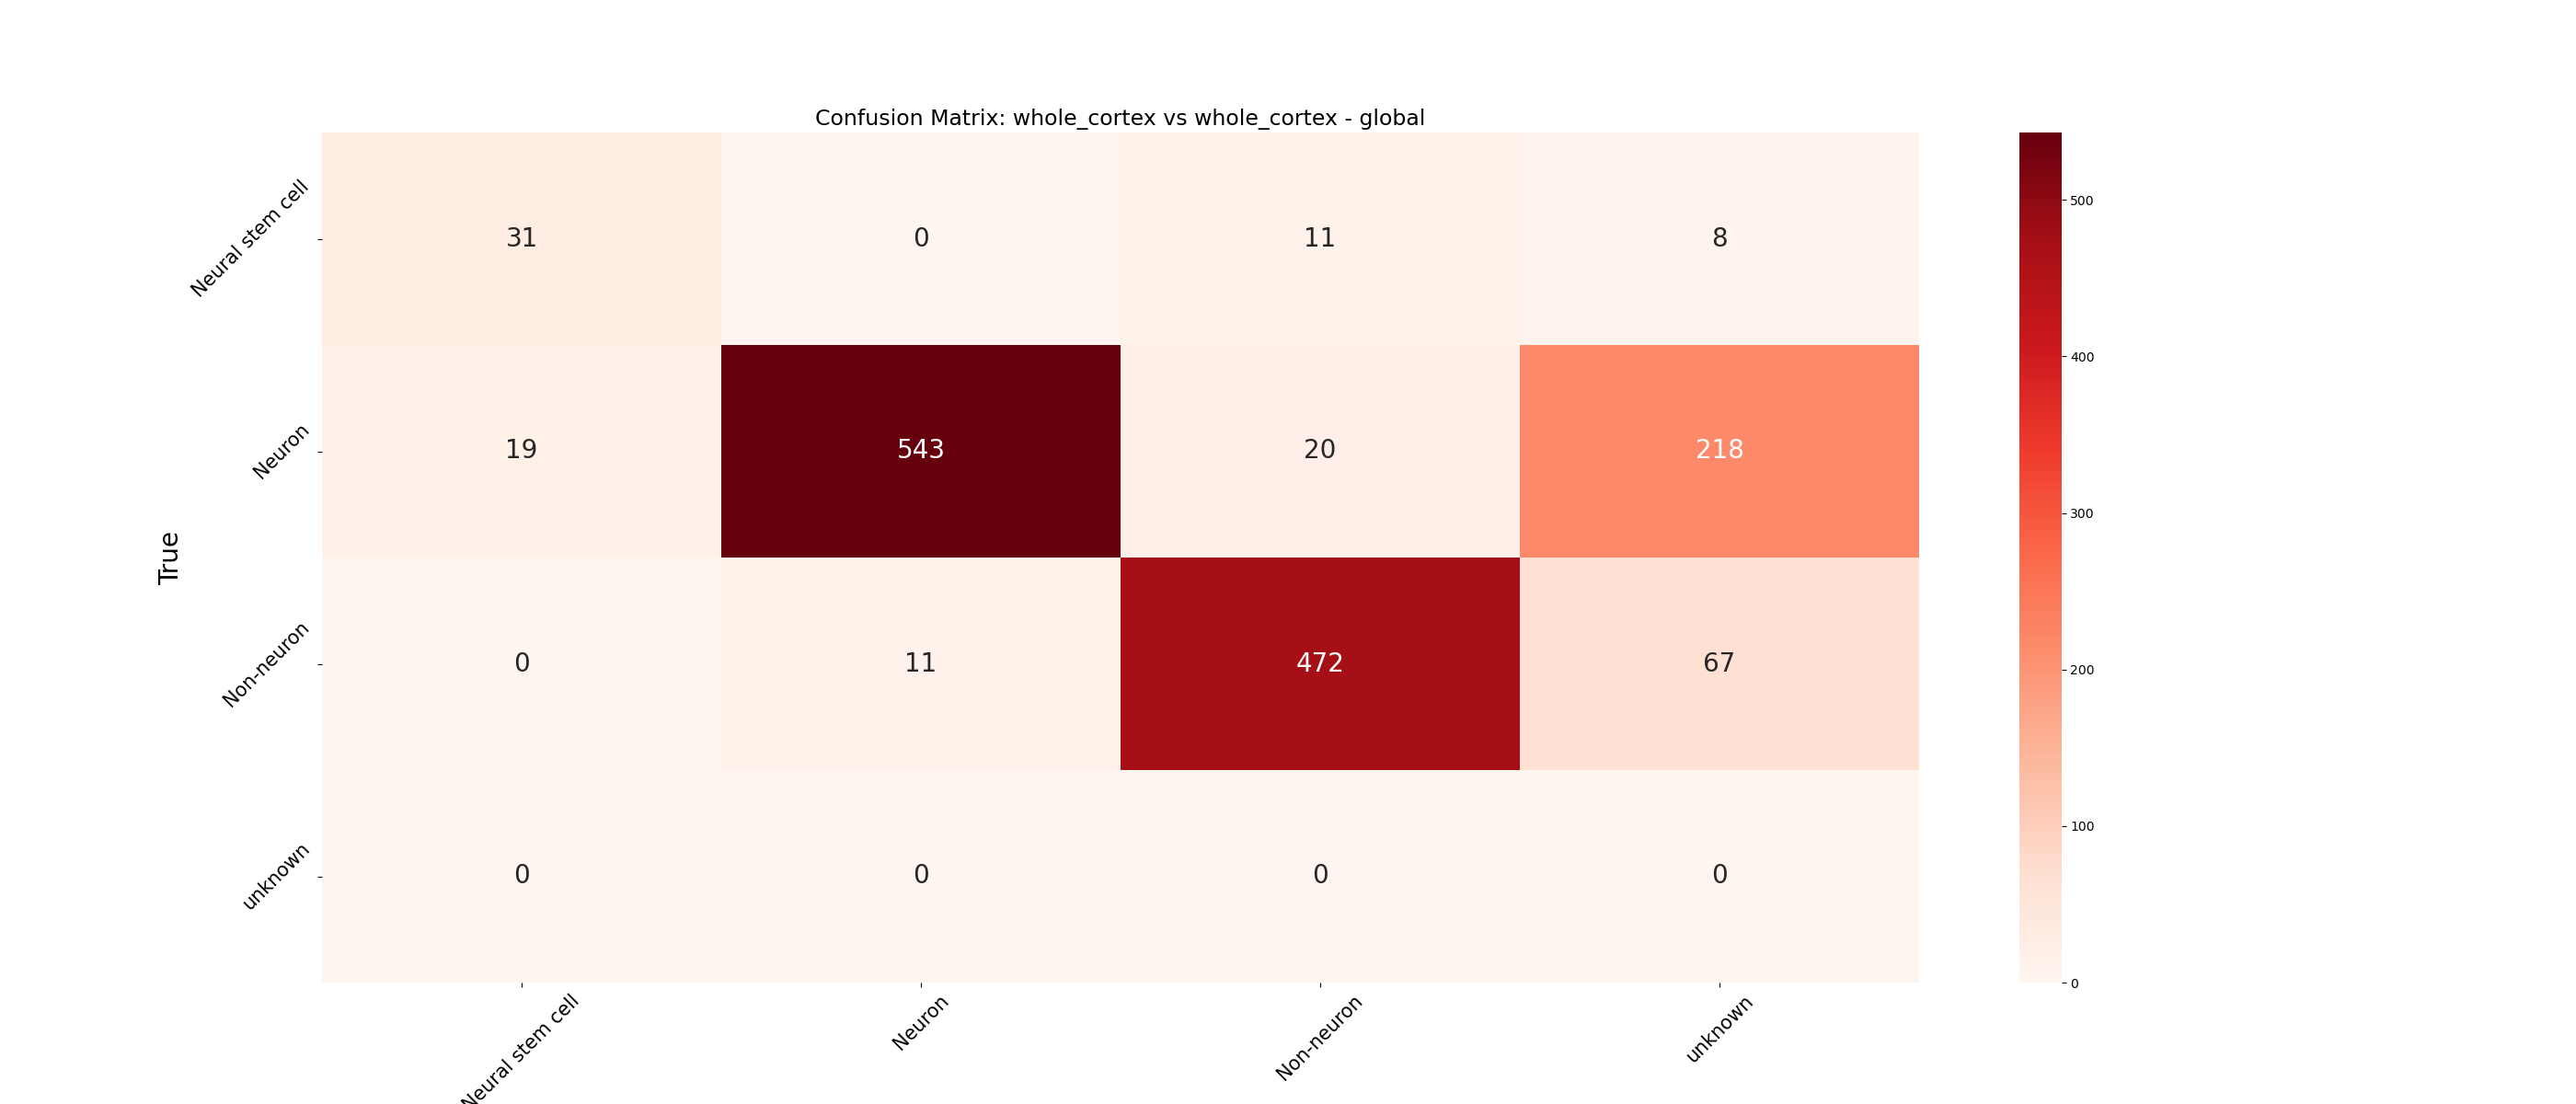 Confusion Matrix: whole_cortex vs whole_cortex - global
True
Neural stem cell
31 0 11 8
Neuron
19 543 20 218
Non-neuron
0 11 472 67
unknown
0 0 0 0
Neural stem cell
Neuron
Non-neuron
unknown
500
400
300
200
100
0